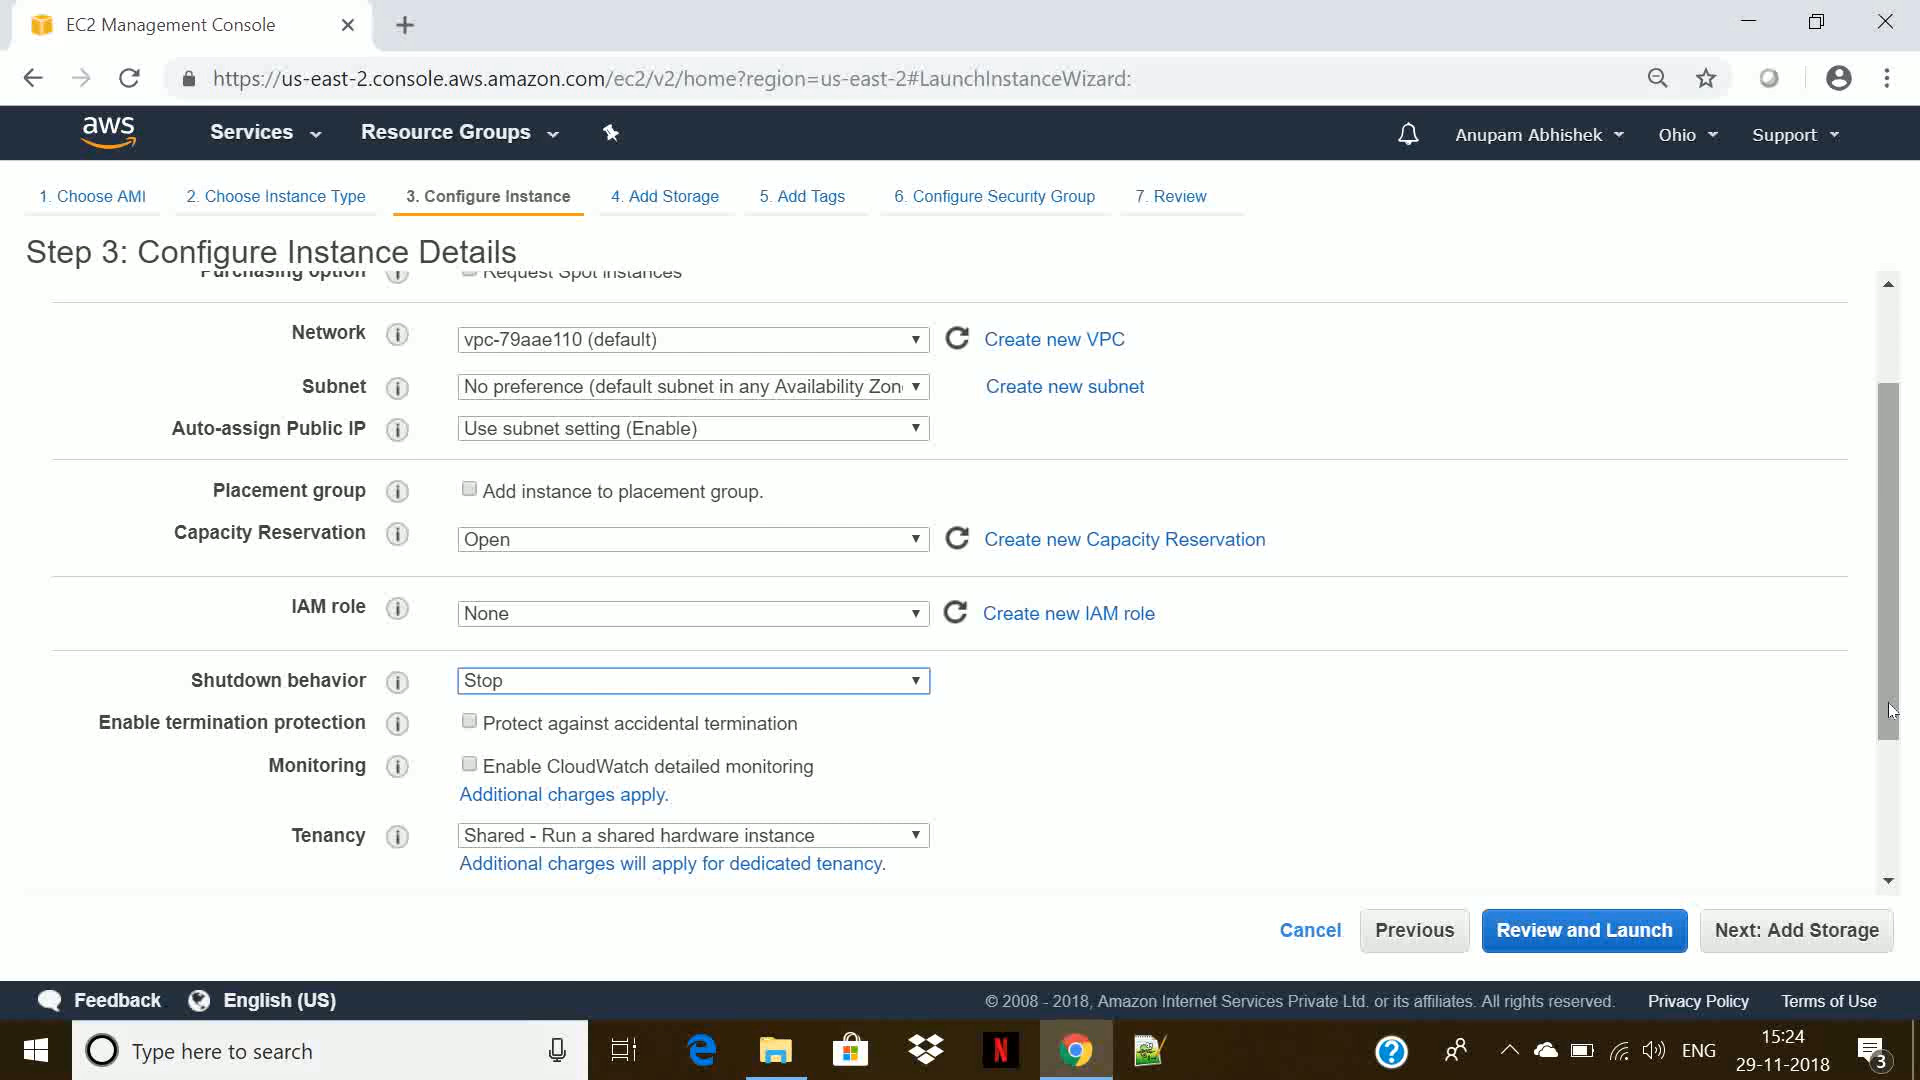 EC2 Management Console
https://us-east-2.console.aws.amazon.com/ec2/v2/home?region=us-east-2#LaunchInstanceWizard:
aws Services Resource Groups Anupam Abhishek Ohio Support
1. Choose AMI 2. Choose Instance Type 3. Configure Instance 4. Add Storage 5. Add Tags 6. Configure Security Group 7. Review
Step 3: Configure Instance Details
Purchasing option Request Spot instances
Network vpc-79aae110 (default) Create new VPC
Subnet No preference (default subnet in any Availability Zon Create new subnet
Auto-assign Public IP Use subnet setting (Enable)
Placement group Add instance to placement group.
Capacity Reservation Open Create new Capacity Reservation
IAM role None Create new IAM role
Shutdown behavior Stop
Enable termination protection Protect against accidental termination
Monitoring Enable CloudWatch detailed monitoring
Additional charges apply.
Tenancy Shared - Run a shared hardware instance
Additional charges will apply for dedicated tenancy.
Cancel Previous Review and Launch Next: Add Storage
Feedback English (US) © 2008 - 2018, Amazon Internet Services Private Ltd. or its affiliates. All rights reserved. Privacy Policy Terms of Use
Type here to search ENG 15:24
29-11-2018 3